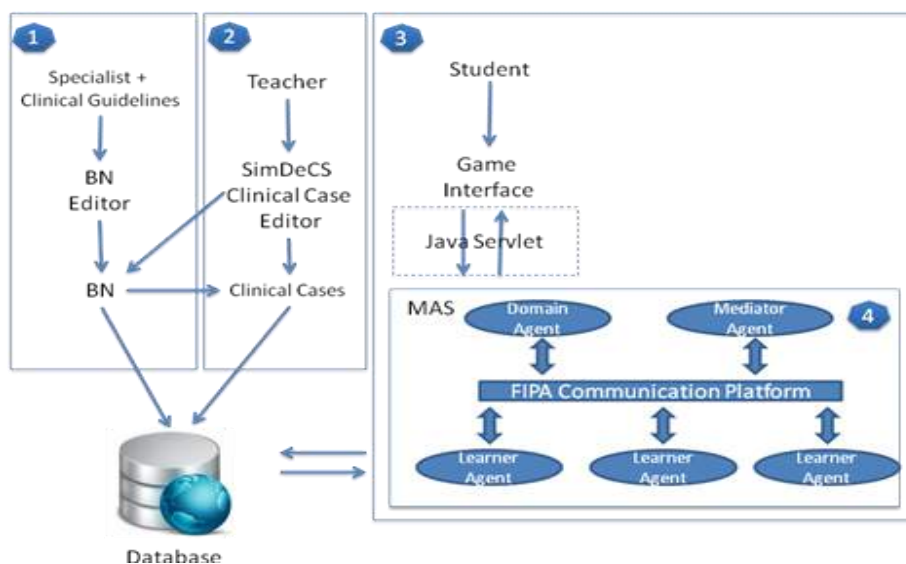 1
Specialist +
Clinical Guidelines
BN
Editor
BN
2
Teacher
SimDeCS
Clinical Case
Editor
Clinical Cases
Database
3
Student
Game
Interface
Java Servlet
MAS
4
Domain
Agent
Mediator
Agent
FIPA Communication Platform
Learner
Agent
Learner
Agent
Learner
Agent